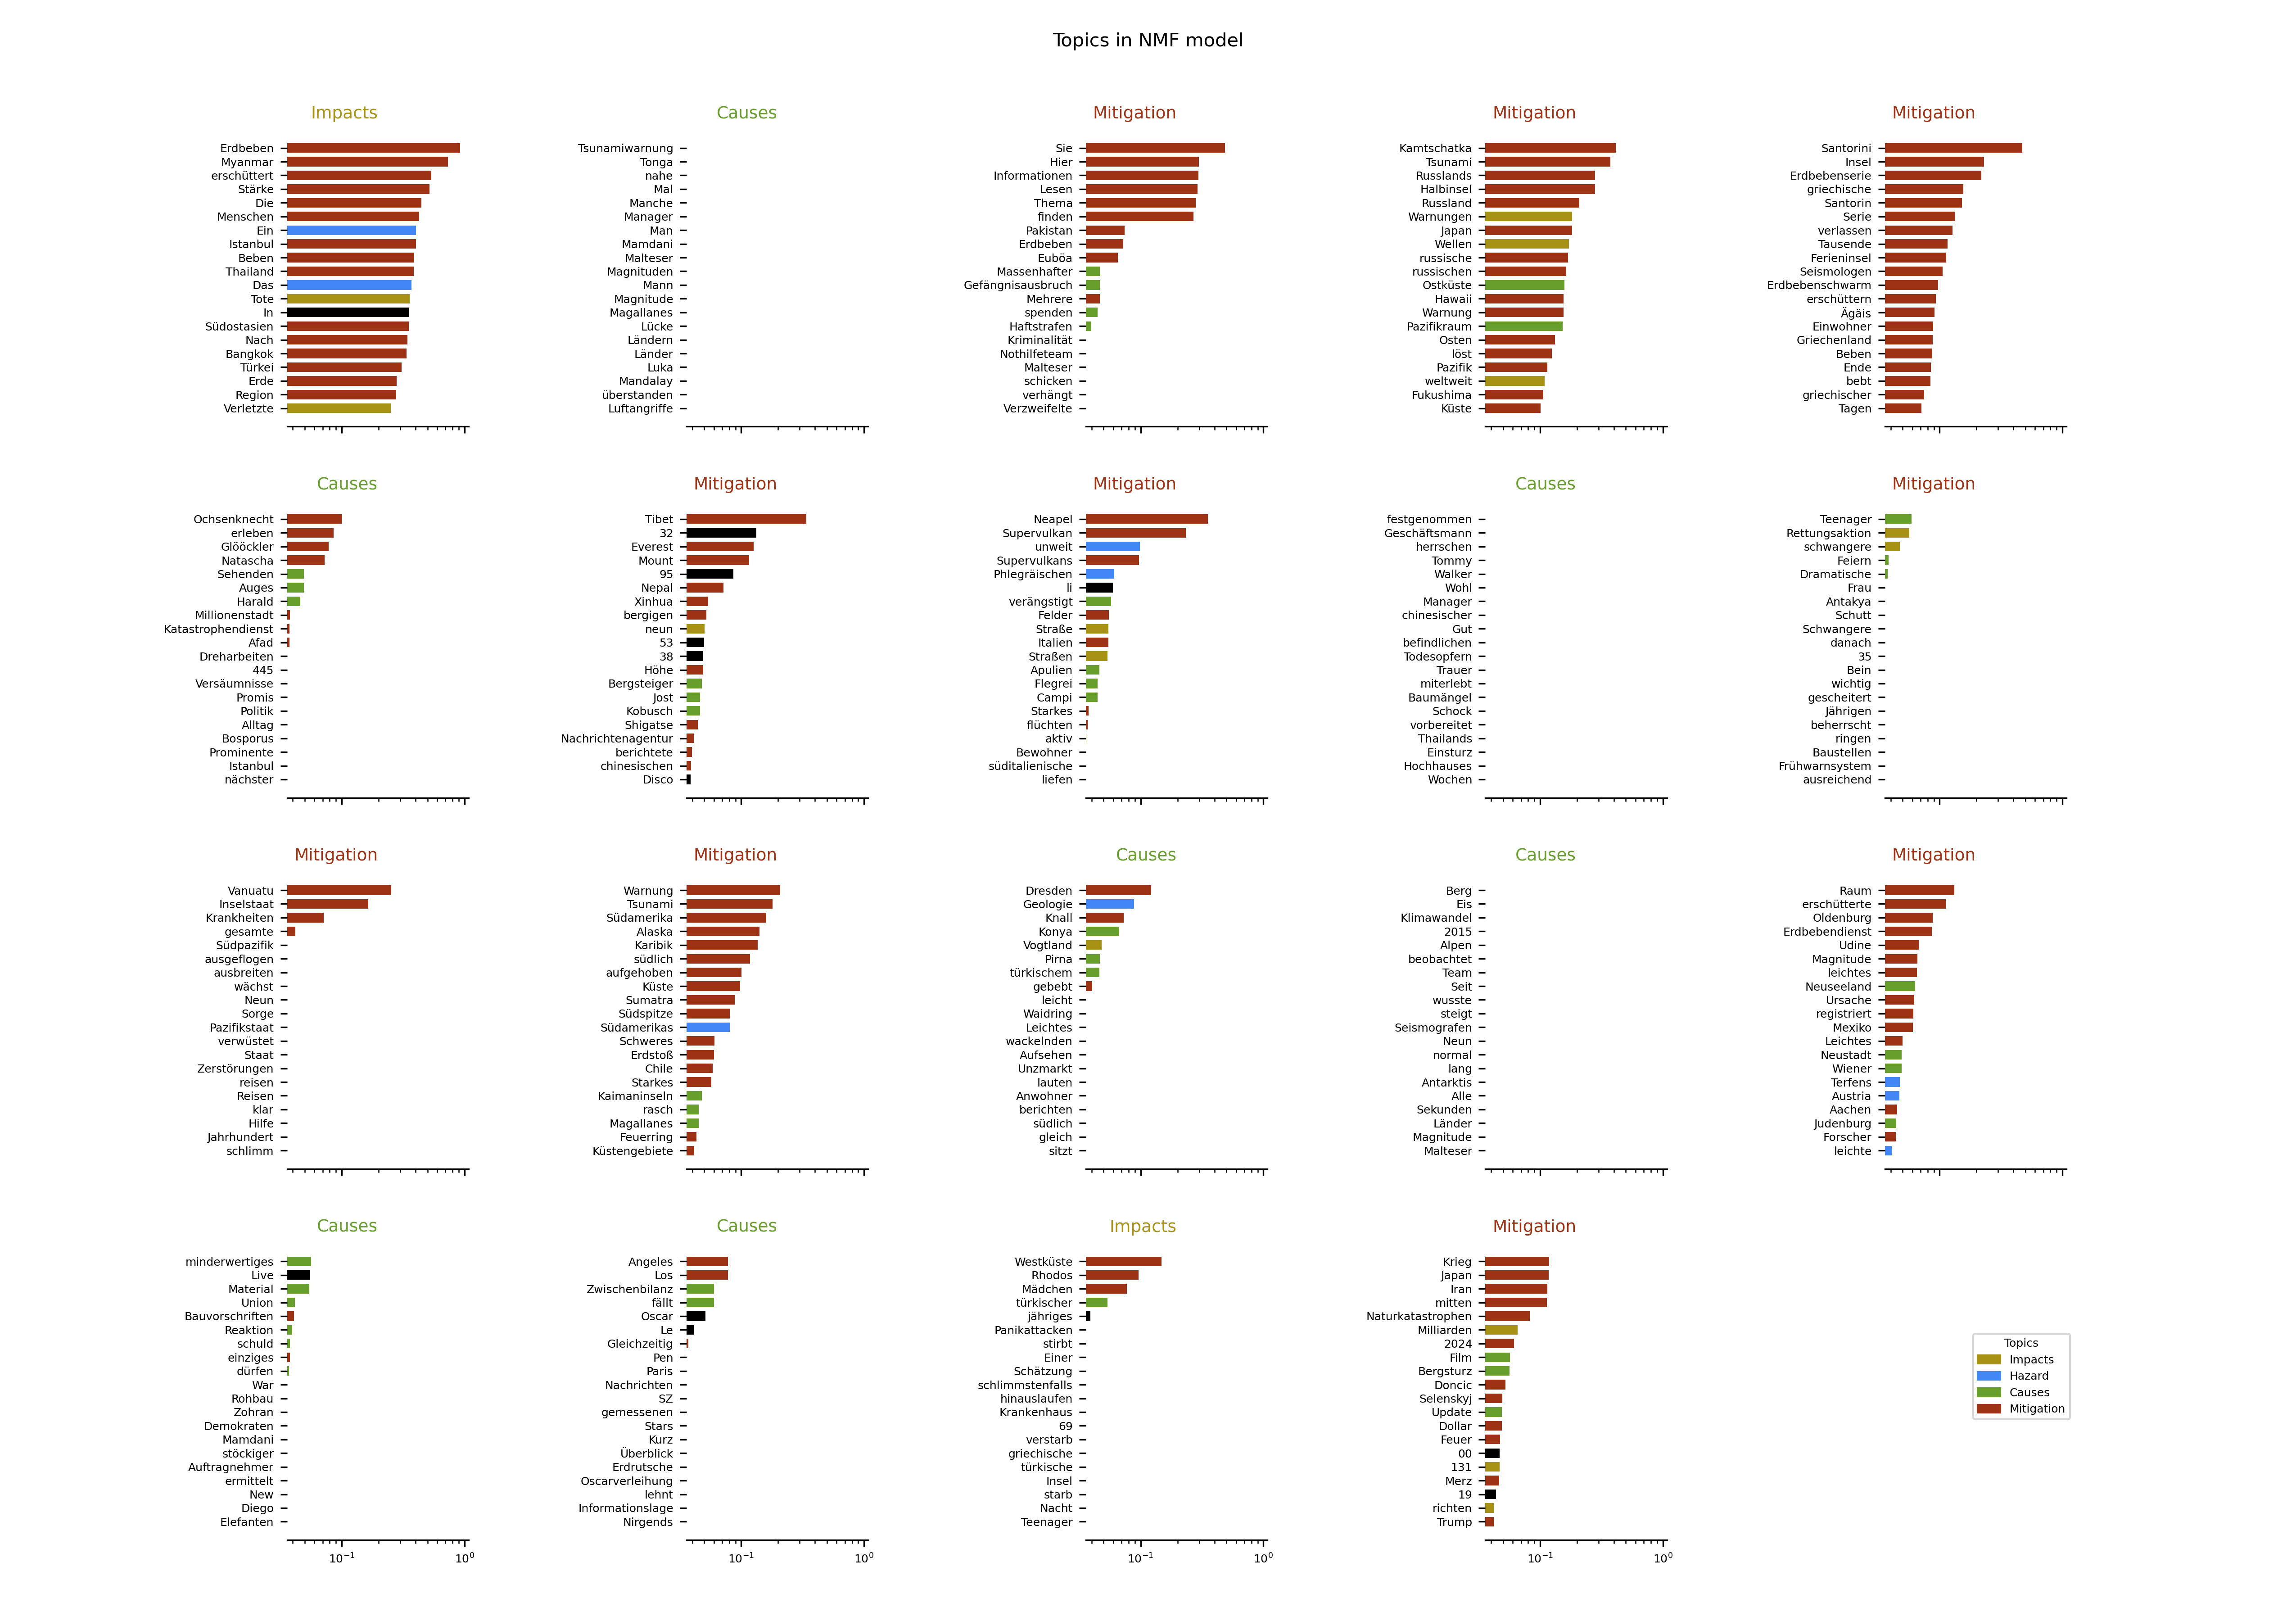 Topics in NMF model
Impacts
Erdbeben
Myanmar
erschüttert
Stärke
Die
Menschen
Ein
Istanbul
Beben
Thailand
Das
Tote
In
Südostasien
Nach
Bangkok
Türkei
Erde
Region
Verletzte
Causes
Tsunamiwarnung
Tonga
nahe
Mal
Manche
Manager
Man
Mamdani
Malteser
Magnituden
Mann
Magnitude
Magallanes
Lücke
Ländern
Länder
Luka
Mandalay
überstanden
Luftangriffe
Mitigation
Sie
Hier
Informationen
Lesen
Thema
finden
Pakistan
Erdbeben
Euböa
Massenhafter
Gefängnisausbruch
Mehrere
spenden
Haftstrafen
Kriminalität
Nothilfeteam
Malteser
schicken
verhängt
Verzweifelte
Mitigation
Kamtschatka
Tsunami
Russlands
Halbinsel
Russland
Warnungen
Japan
Wellen
russische
russischen
Ostküste
Hawaii
Warnung
Pazifikraum
Osten
löst
Pazifik
weltweit
Fukushima
Küste
Mitigation
Santorini
Insel
Erdbebenserie
griechische
Santorin
Serie
verlassen
Tausende
Ferieninsel
Seismologen
Erdbebenschwarm
erschüttern
Ägäis
Einwohner
Griechenland
Beben
Ende
bebt
griechischer
Tagen
Causes
Ochsenknecht
erleben
Glööckler
Natascha
Sehenden
Auges
Harald
Millionenstadt
Katastrophendienst
Afad
Dreharbeiten
445
Versäumnisse
Promis
Politik
Alltag
Bosporus
Prominente
Istanbul
nächster
Mitigation
Tibet
32
Everest
Mount
95
Nepal
Xinhua
bergigen
neun
53
38
Höhe
Bergsteiger
Jost
Kobusch
Shigatse
Nachrichtenagentur
berichtete
chinesischen
Disco
Mitigation
Neapel
Supervulkan
unweit
Supervulkans
Phlegräischen
li
verängstigt
Felder
Straße
Italien
Straßen
Apulien
Flegrei
Campi
Starkes
flüchten
aktiv
Bewohner
süditalienische
liefen
Causes
festgenommen
Geschäftsmann
herrschen
Tommy
Walker
Wohl
Manager
chinesischer
Gut
befindlichen
Todesopfern
Trauer
miterlebt
Baumängel
Schock
vorbereitet
Thailands
Einsturz
Hochhauses
Wochen
Mitigation
Teenager
Rettungsaktion
schwangere
Feiern
Dramatische
Frau
Antakya
Schutt
Schwangere
danach
35
Bein
wichtig
gescheitert
Jährigen
beherrscht
ringen
Baustellen
Frühwarnsystem
ausreichend
Mitigation
Vanuatu
Inselstaat
Krankheiten
gesamte
Südpazifik
ausgeflogen
ausbreiten
wächst
Neun
Sorge
Pazifikstaat
verwüstet
Staat
Zerstörungen
reisen
Reisen
klar
Hilfe
Jahrhundert
schlimm
Mitigation
Warnung
Tsunami
Südamerika
Alaska
Karibik
südlich
aufgehoben
Küste
Sumatra
Südspitze
Südamerikas
Schweres
Erdstoß
Chile
Starkes
Kaimaninseln
rasch
Magallanes
Feuerring
Küstengebiete
Causes
Dresden
Geologie
Knall
Konya
Vogtland
Pirna
türkischem
gebebt
leicht
Waidring
Leichtes
wackelnden
Aufsehen
Unzmarkt
lauten
Anwohner
berichten
südlich
gleich
sitzt
Causes
Berg
Eis
Klimawandel
2015
Alpen
beobachtet
Team
Seit
wusste
steigt
Seismografen
Neun
normal
lang
Antarktis
Alle
Sekunden
Länder
Magnitude
Malteser
Mitigation
Raum
erschütterte
Oldenburg
Erdbebendienst
Udine
Magnitude
leichtes
Neuseeland
Ursache
registriert
Mexiko
Leichtes
Neustadt
Wiener
Terfens
Austria
Aachen
Judenburg
Forscher
leichte
Causes
minderwertiges
Live
Material
Union
Bauvorschriften
Reaktion
schuld
einziges
dürfen
War
Rohbau
Zohran
Demokraten
Mamdani
stöckiger
Auftragnehmer
ermittelt
New
Diego
Elefanten
10⁻¹ 10⁰
Causes
Angeles
Los
Zwischenbilanz
fällt
Oscar
Le
Gleichzeitig
Pen
Paris
Nachrichten
SZ
gemessenen
Stars
Kurz
Überblick
Erdrutsche
Oscarverleihung
lehnt
Informationslage
Nirgends
10⁻¹ 10⁰
Impacts
Westküste
Rhodos
Mädchen
türkischer
jähriges
Panikattacken
stirbt
Einer
Schätzung
schlimmstenfalls
hinauslaufen
Krankenhaus
69
verstarb
griechische
türkische
Insel
starb
Nacht
Teenager
10⁻¹ 10⁰
Mitigation
Krieg
Japan
Iran
mitten
Naturkatastrophen
Milliarden
2024
Film
Bergsturz
Doncic
Selenskyj
Update
Dollar
Feuer
00
131
Merz
19
richten
Trump
10⁻¹ 10⁰
Topics
Impacts
Hazard
Causes
Mitigation